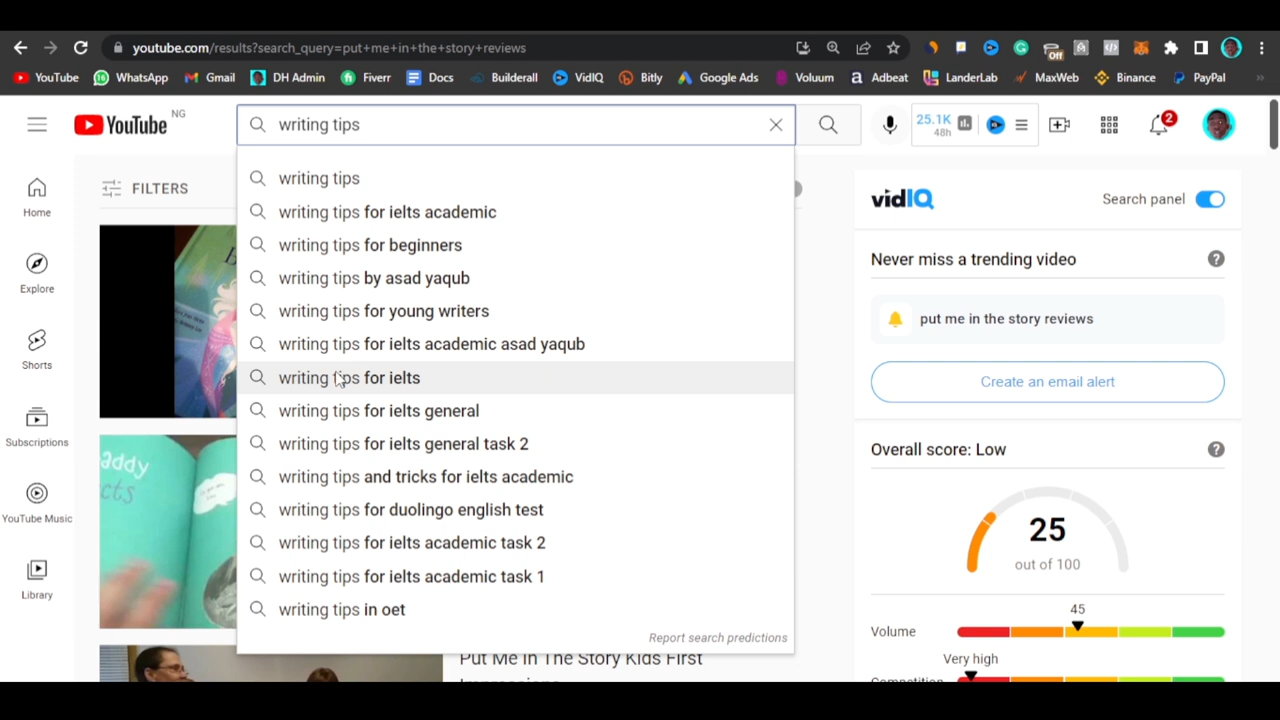 youtube.com/results?search_query=put+me+in+the+story+reviews
Off
YouTube WhatsApp Gmail DH Admin Fiverr Docs Builderall VidIQ Bitly Google Ads Voluum Adbeat LanderLab MaxWeb Binance PayPal
YouTube NG
writing tips
25.1K
48h
2
FILTERS
writing tips
writing tips for ielts academic
writing tips for beginners
writing tips by asad yaqub
writing tips for young writers
writing tips for ielts academic asad yaqub
writing tips for ielts
writing tips for ielts general
writing tips for ielts general task 2
writing tips and tricks for ielts academic
writing tips for duolingo english test
writing tips for ielts academic task 2
writing tips for ielts academic task 1
writing tips in oet
Report search predictions
Home
Explore
Shorts
Subscriptions
YouTube Music
Library
addy
cts
Put Me In The Story Kids First
vidIQ
Search panel
Never miss a trending video
put me in the story reviews
Create an email alert
Overall score: Low
25
out of 100
45
Volume
Very high
Competition